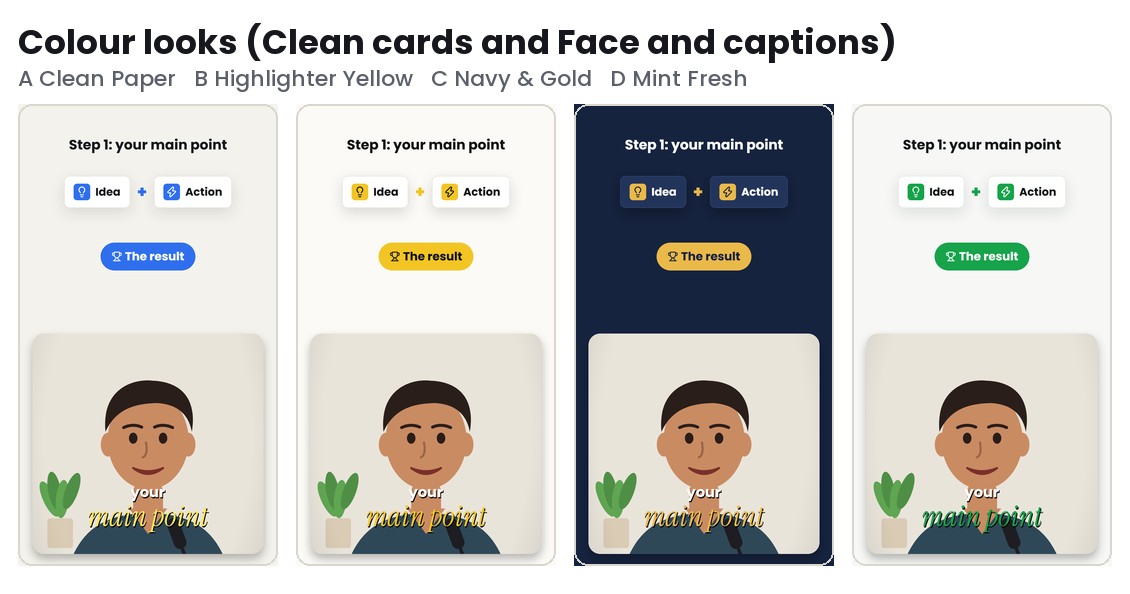 Colour looks (Clean cards and Face and captions)
A Clean Paper B Highlighter Yellow C Navy & Gold D Mint Fresh
Step 1: your main point
Idea + Action
The result
your
main point
Step 1: your main point
Idea + Action
The result
your
main point
Step 1: your main point
Idea + Action
The result
your
main point
Step 1: your main point
Idea + Action
The result
your
main point